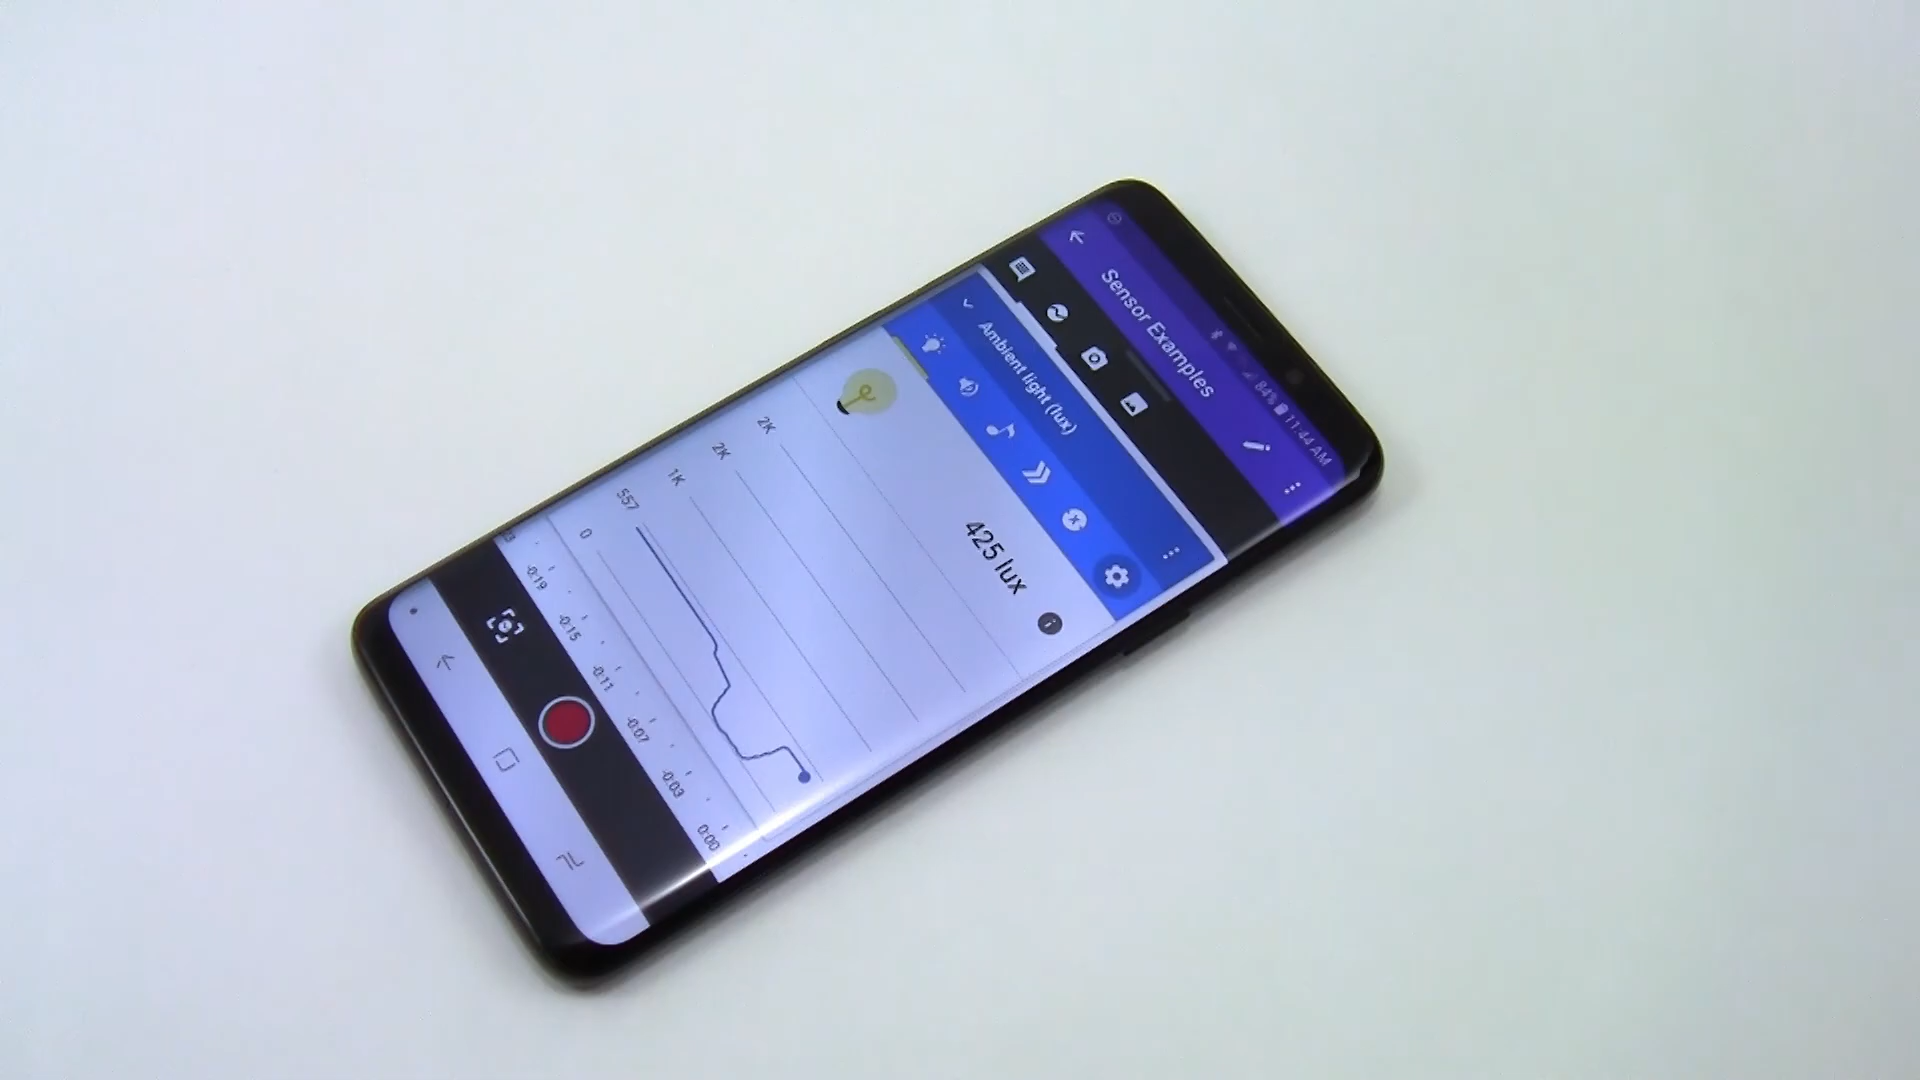 84% 11:44 AM
Sensor Examples
Ambient light (lux)
425 lux
2K
2K
1K
557
0
-0:19
-0:15
-0:11
-0:07
-0:03
0:00